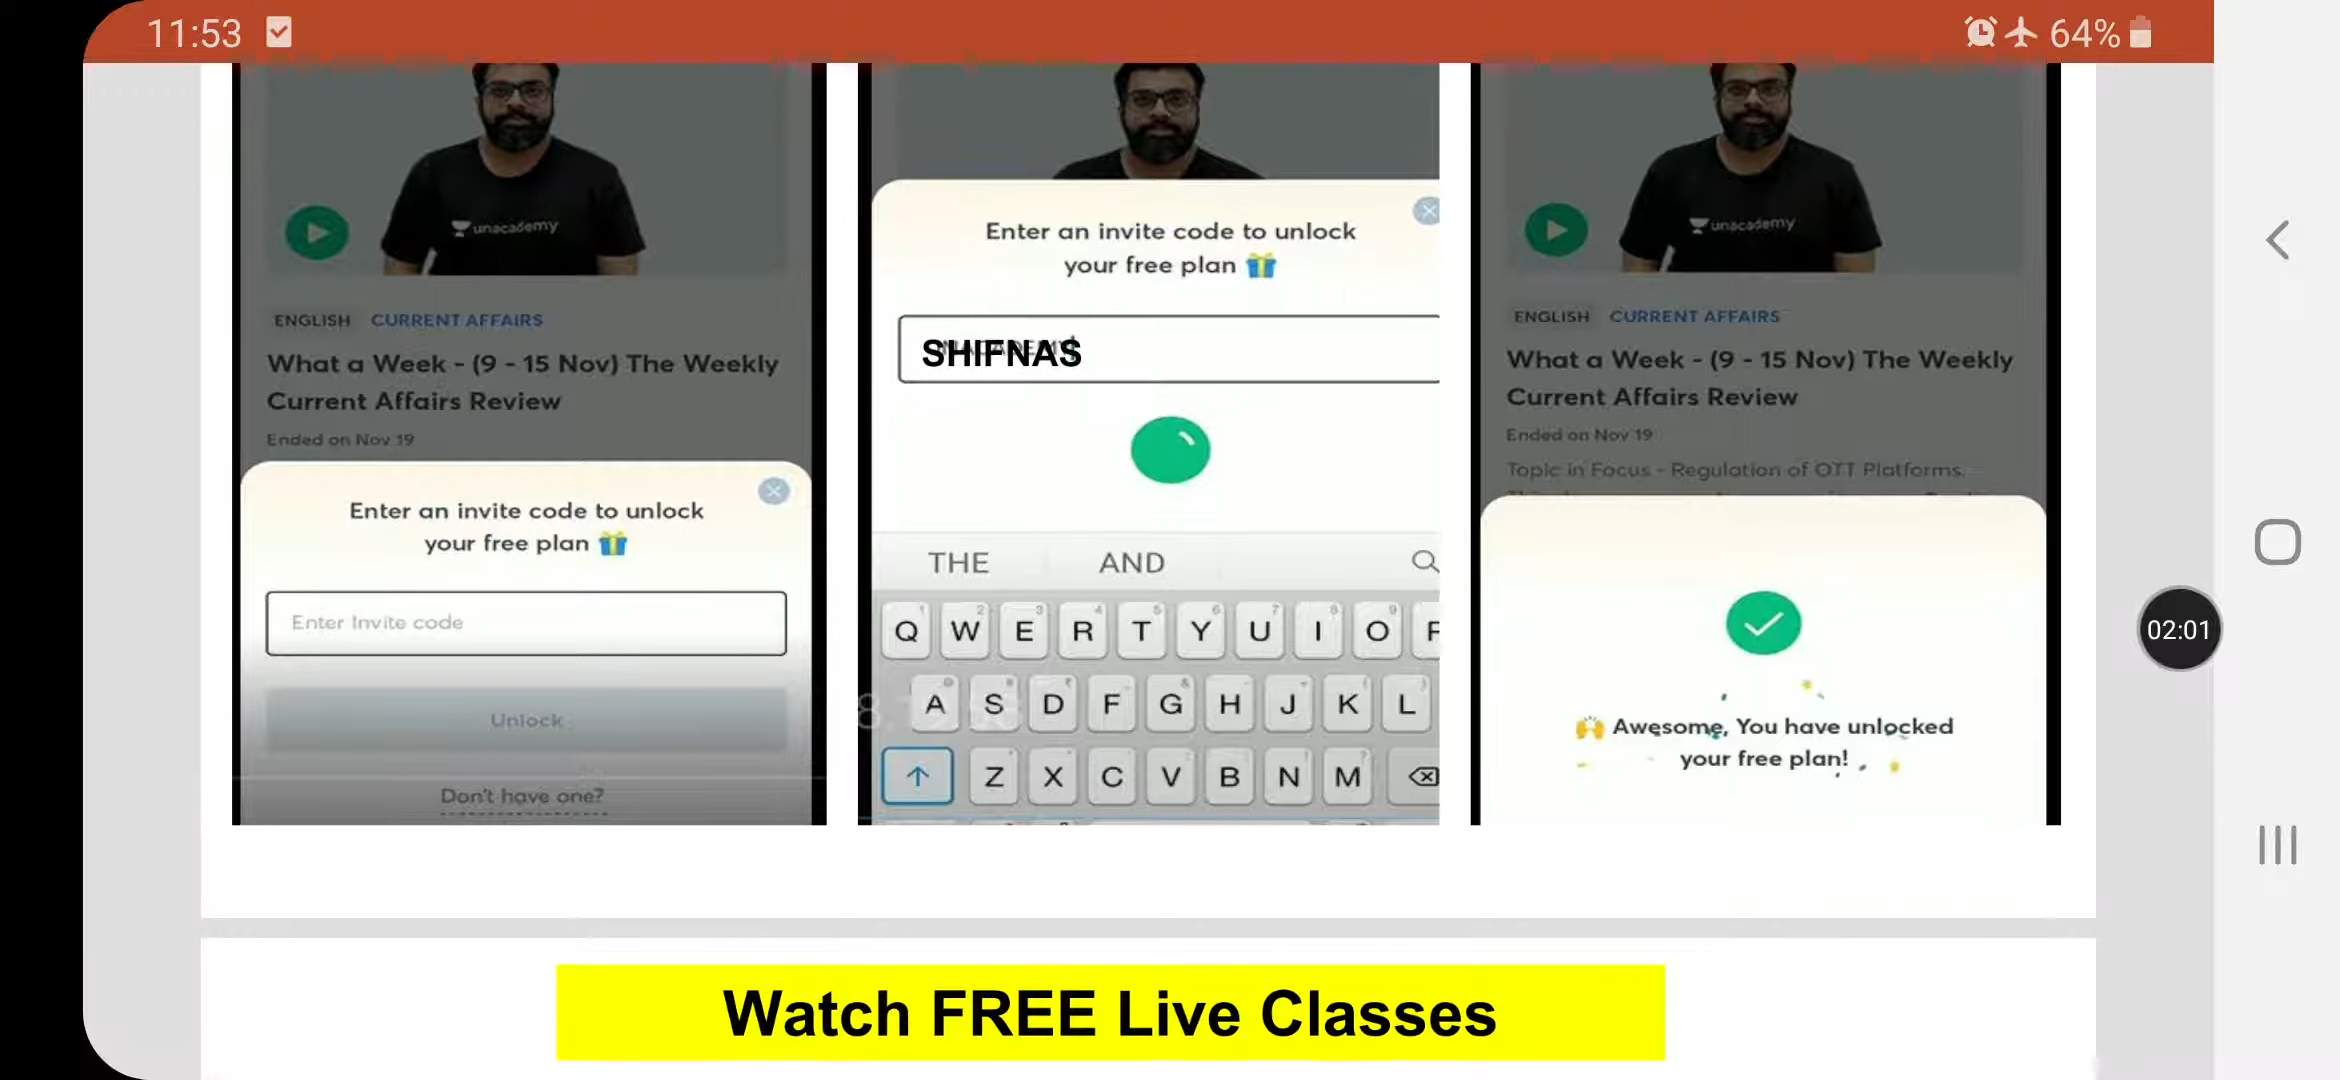 11:53
64%
unacademy
ENGLISH CURRENT AFFAIRS
What a Week - (9 - 15 Nov) The Weekly
Current Affairs Review
Ended on Nov 19
Enter an invite code to unlock
your free plan
Enter Invite code
Unlock
Don't have one?
Enter an invite code to unlock
your free plan
SHIFNAS
THE AND
Q W E R T Y U I O P
A S D F G H J K L
Z X C V B N M
unacademy
ENGLISH CURRENT AFFAIRS
What a Week - (9 - 15 Nov) The Weekly
Current Affairs Review
Ended on Nov 19
Topic in Focus - Regulation of OTT Platforms.
Awesome, You have unlocked
your free plan!
02:01
Watch FREE Live Classes